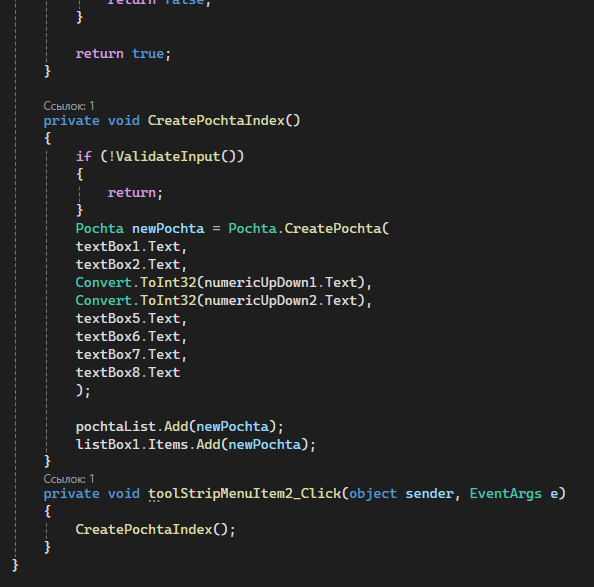 return false;
}
return true;
}
Ссылок: 1
private void CreatePochtaIndex()
{
if (!ValidateInput())
{
return;
}
Pochta newPochta = Pochta.CreatePochta(
textBox1.Text,
textBox2.Text,
Convert.ToInt32(numericUpDown1.Text),
Convert.ToInt32(numericUpDown2.Text),
textBox5.Text,
textBox6.Text,
textBox7.Text,
textBox8.Text
);
pochtaList.Add(newPochta);
listBox1.Items.Add(newPochta);
}
Ссылок: 1
private void toolStripMenuItem2_Click(object sender, EventArgs e)
{
CreatePochtaIndex();
}
}